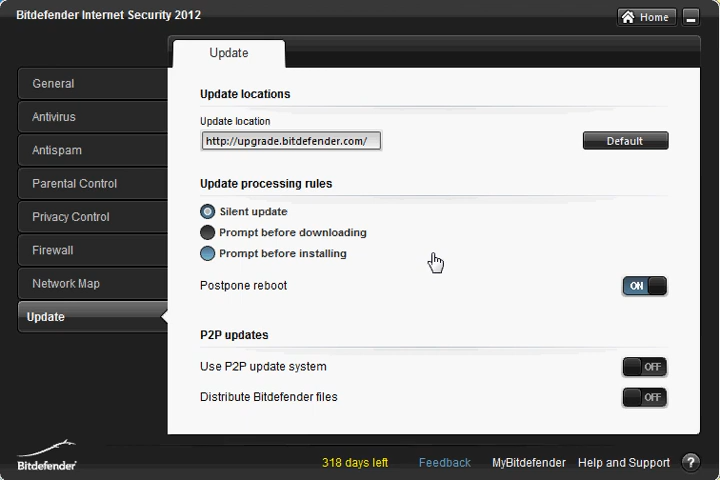 Bitdefender Internet Security 2012
Home
Update
General
Antivirus
Antispam
Parental Control
Privacy Control
Firewall
Network Map
Update
Update locations
Update location
http://upgrade.bitdefender.com/
Default
Update processing rules
Silent update
Prompt before downloading
Prompt before installing
Postpone reboot
ON
P2P updates
Use P2P update system
OFF
Distribute Bitdefender files
OFF
Bitdefender
318 days left
Feedback
MyBitdefender
Help and Support
?